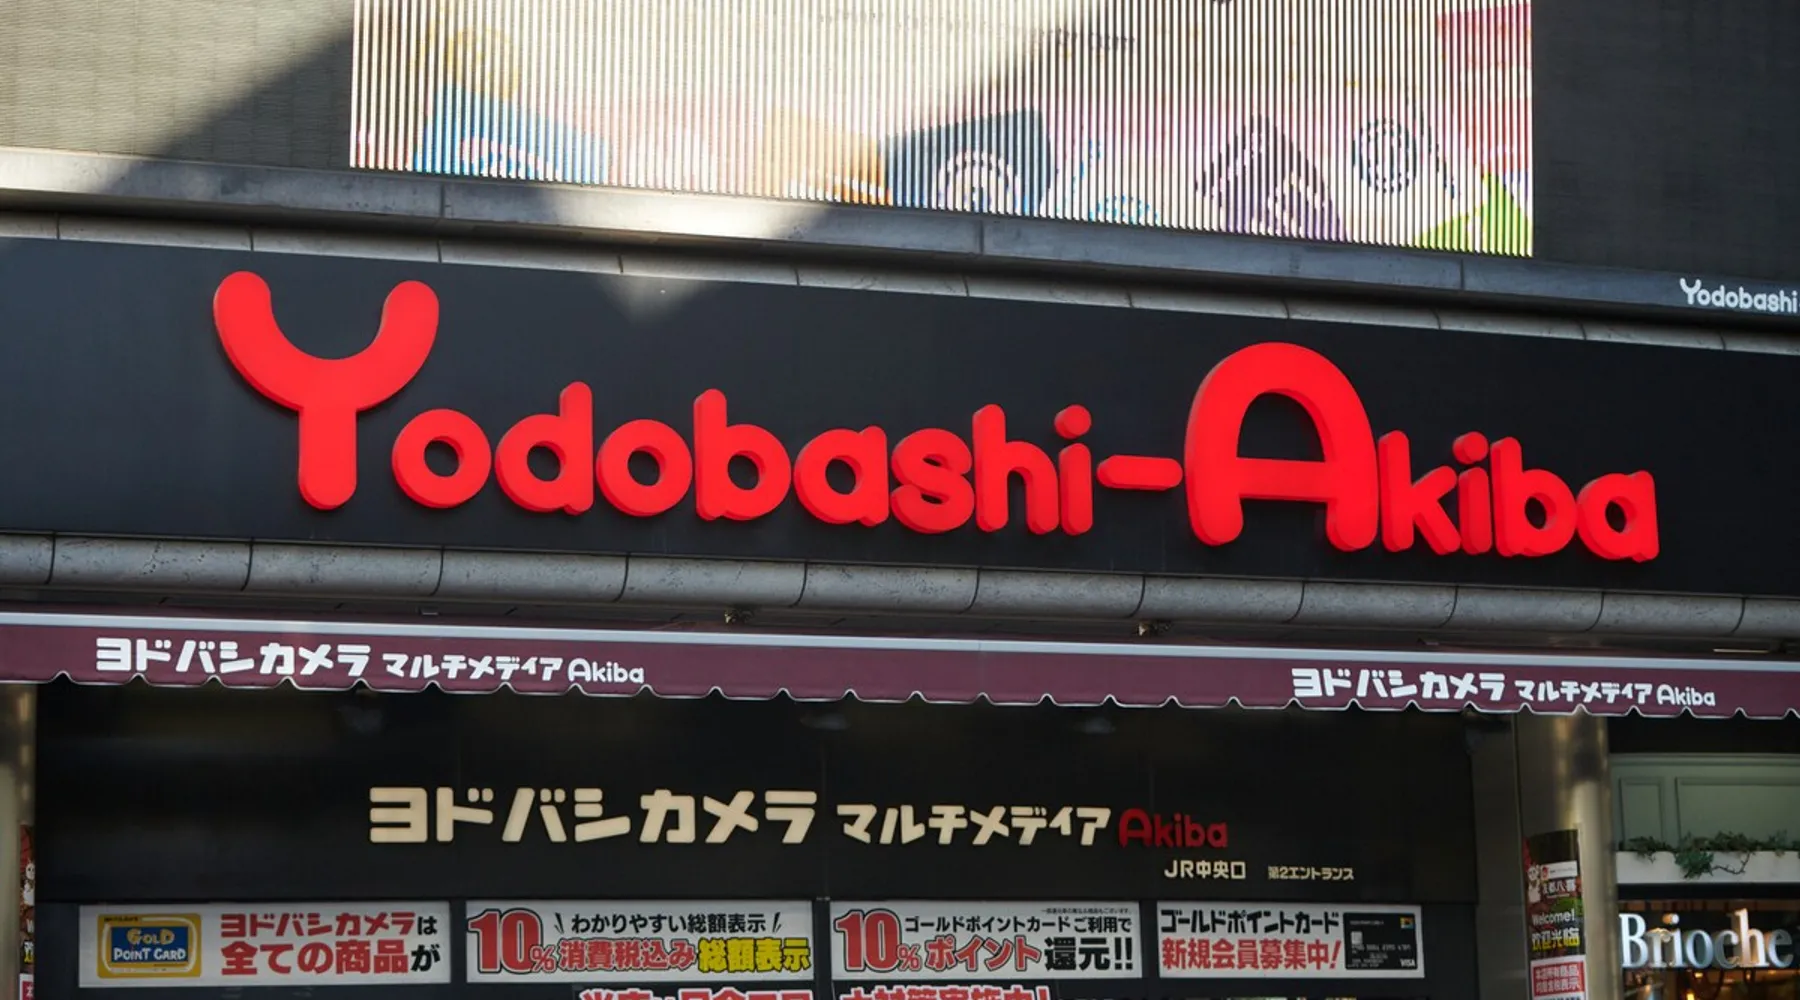 Yodobashi-
Yodobashi-Akiba
ヨドバシカメラ マルチメディア Akiba
ヨドバシカメラ マルチメディア Akiba
ヨドバシカメラ マルチメディア Akiba
JR中央口 第2エントランス
GOLD
POINT CARD
ヨドバシカメラは
全ての商品が
10%
\わかりやすい総額表示/
消費税込み総額表示
10%
ゴールドポイントカードご利用で
ポイント還元!!
ゴールドポイントカード
新規会員募集中!
VISA
Welcome!
欢迎光临
Brioche